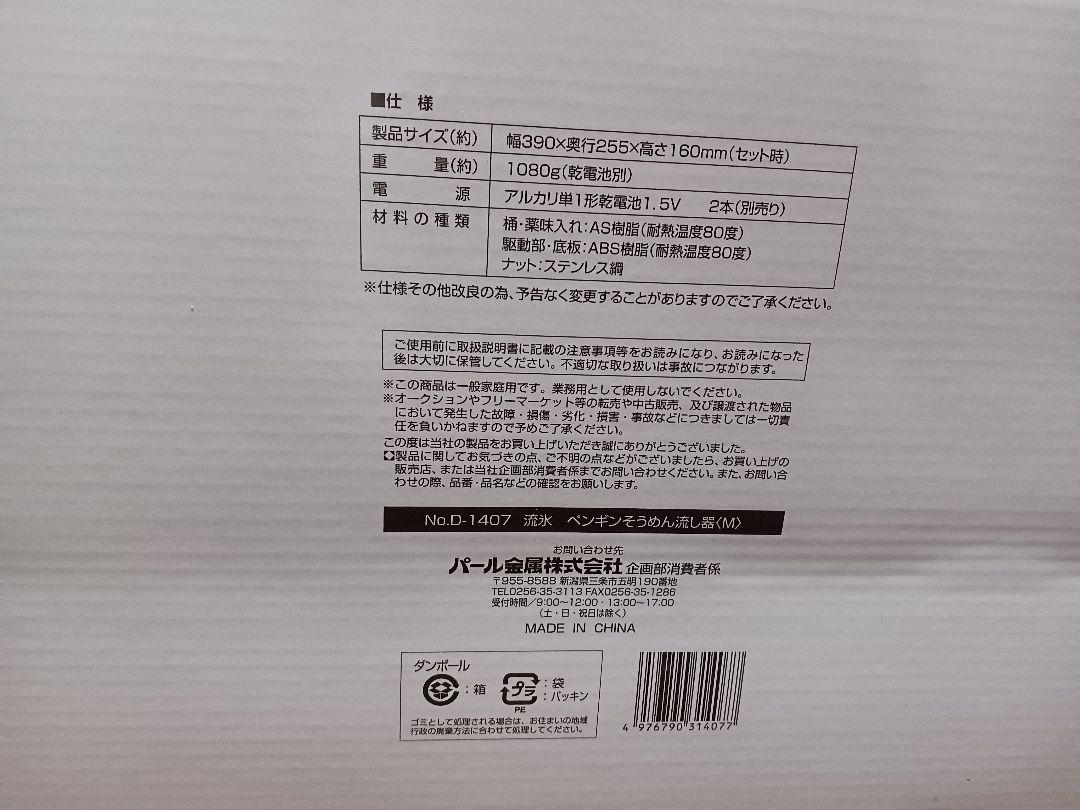 ■仕 様
製品サイズ(約) 幅390×奥行255×高さ160mm(セット時)
重 量(約) 1080g(乾電池別)
電 源 アルカリ単1形乾電池1.5V 2本(別売り)
材料の種類 桶・薬味入れ:AS樹脂(耐熱温度80度)
駆動部・底板:ABS樹脂(耐熱温度80度)
ナット:ステンレス鋼
※仕様その他改良の為、予告なく変更することがありますのでご了承ください。
ご使用前に取扱説明書に記載の注意事項等をお読みになり、お読みになった
後は大切に保管してください。不適切な取り扱いは事故につながります。
※この商品は一般家庭用です。業務用として使用しないでください。
※オークションやフリーマーケット等の転売や中古販売、及び譲渡された物品
において発生した故障・損傷・劣化・損害・事故などにつきましては一切責
任を負いかねますので予めご了承ください。
この度は当社の製品をお買い上げいただき誠にありがとうございました。
製品に関してお気づきの点、ご不明の点などがございましたら、お買い上げの
販売店、または当社企画部消費者係までお問い合わせください。また、お問い合
わせの際、品番・品名などの確認をお願いします。
No.D-1407 流氷 ペンギンそうめん流し器〈M〉
お問い合わせ先
パール金属株式会社 企画部消費者係
〒955-8588 新潟県三条市五明190番地
TEL0256-35-3113 FAX0256-35-1286
受付時間/9:00〜12:00・13:00〜17:00
(土・日・祝日は除く)
MADE IN CHINA
ダンボール
:箱
プラ
:袋
:パッキン
PE
ゴミとして処理される場合は、お住まいの地域
行政の廃棄方法に合わせて処理してください。
4 976790 314077